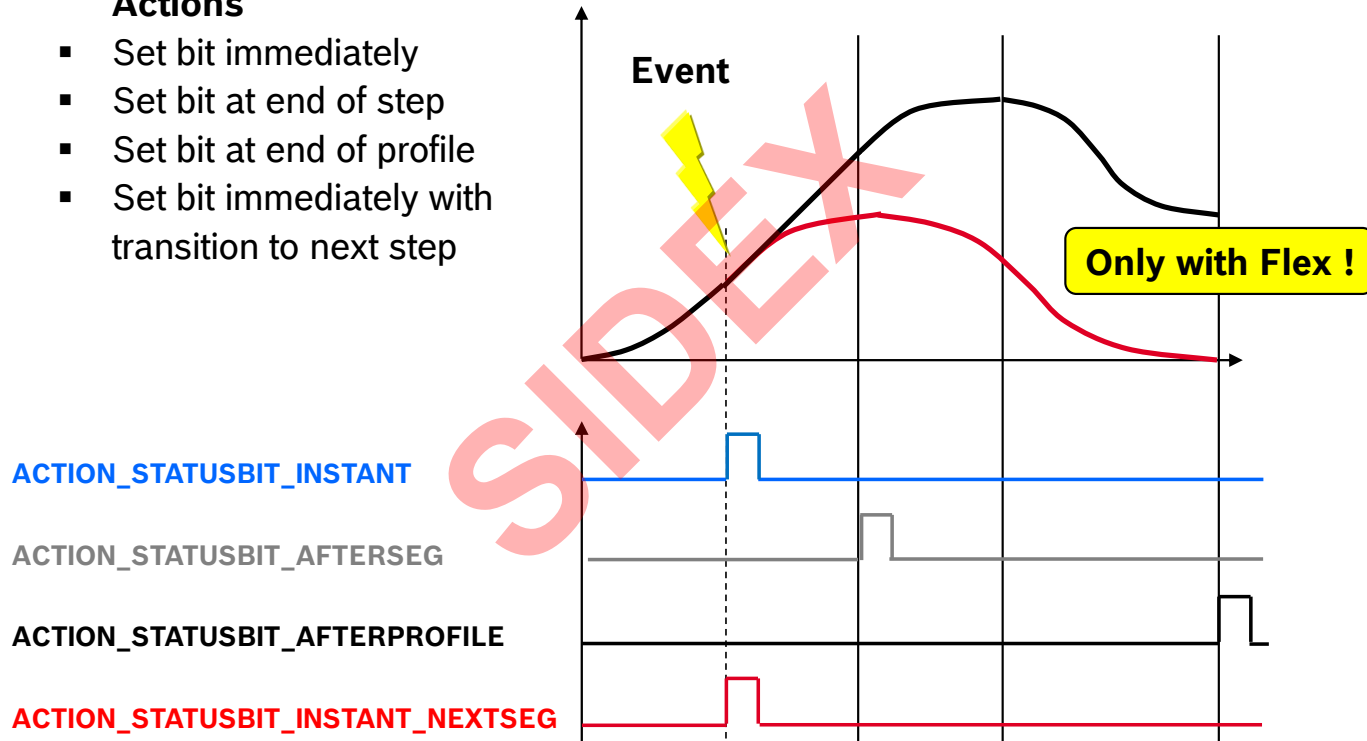 Actions
▪ Set bit immediately
▪ Set bit at end of step
▪ Set bit at end of profile
▪ Set bit immediately with
transition to next step
Event
Only with Flex !
SIDEX
ACTION_STATUSBIT_INSTANT
ACTION_STATUSBIT_AFTERSEG
ACTION_STATUSBIT_AFTERPROFILE
ACTION_STATUSBIT_INSTANT_NEXTSEG